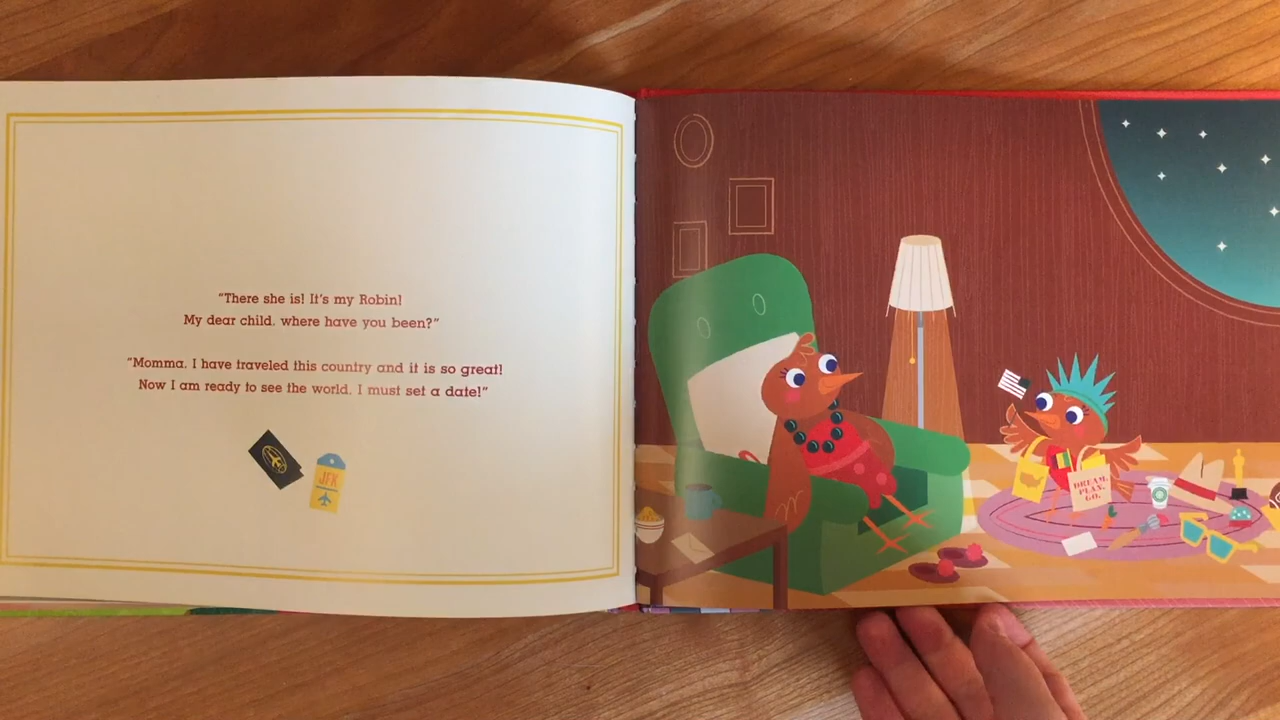 “There she is! It’s my Robin!
My dear child, where have you been?”
“Momma, I have traveled this country and it is so great!
Now I am ready to see the world. I must set a date!”
JFK
DREAM.
PLAN.
GO.